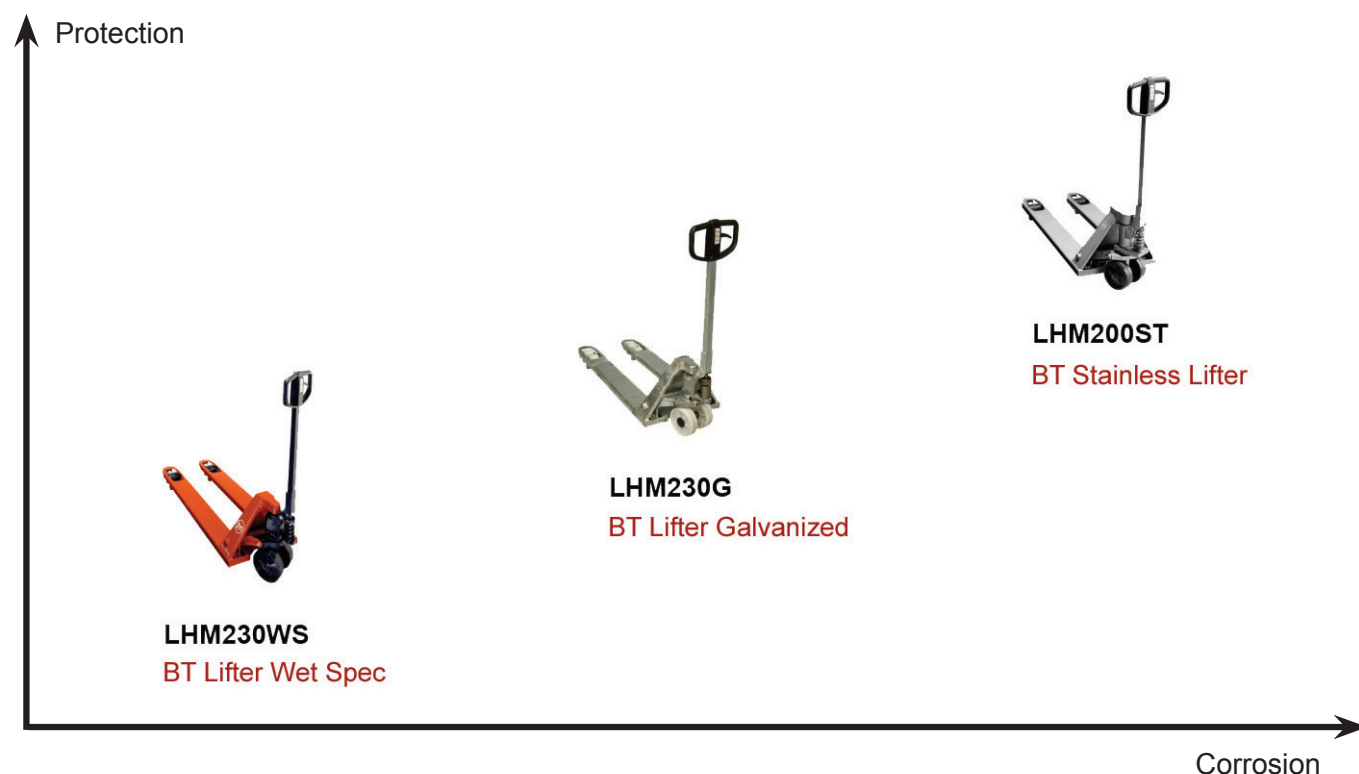 Protection
LHM200ST
BT Stainless Lifter
LHM230G
BT Lifter Galvanized
LHM230WS
BT Lifter Wet Spec
Corrosion